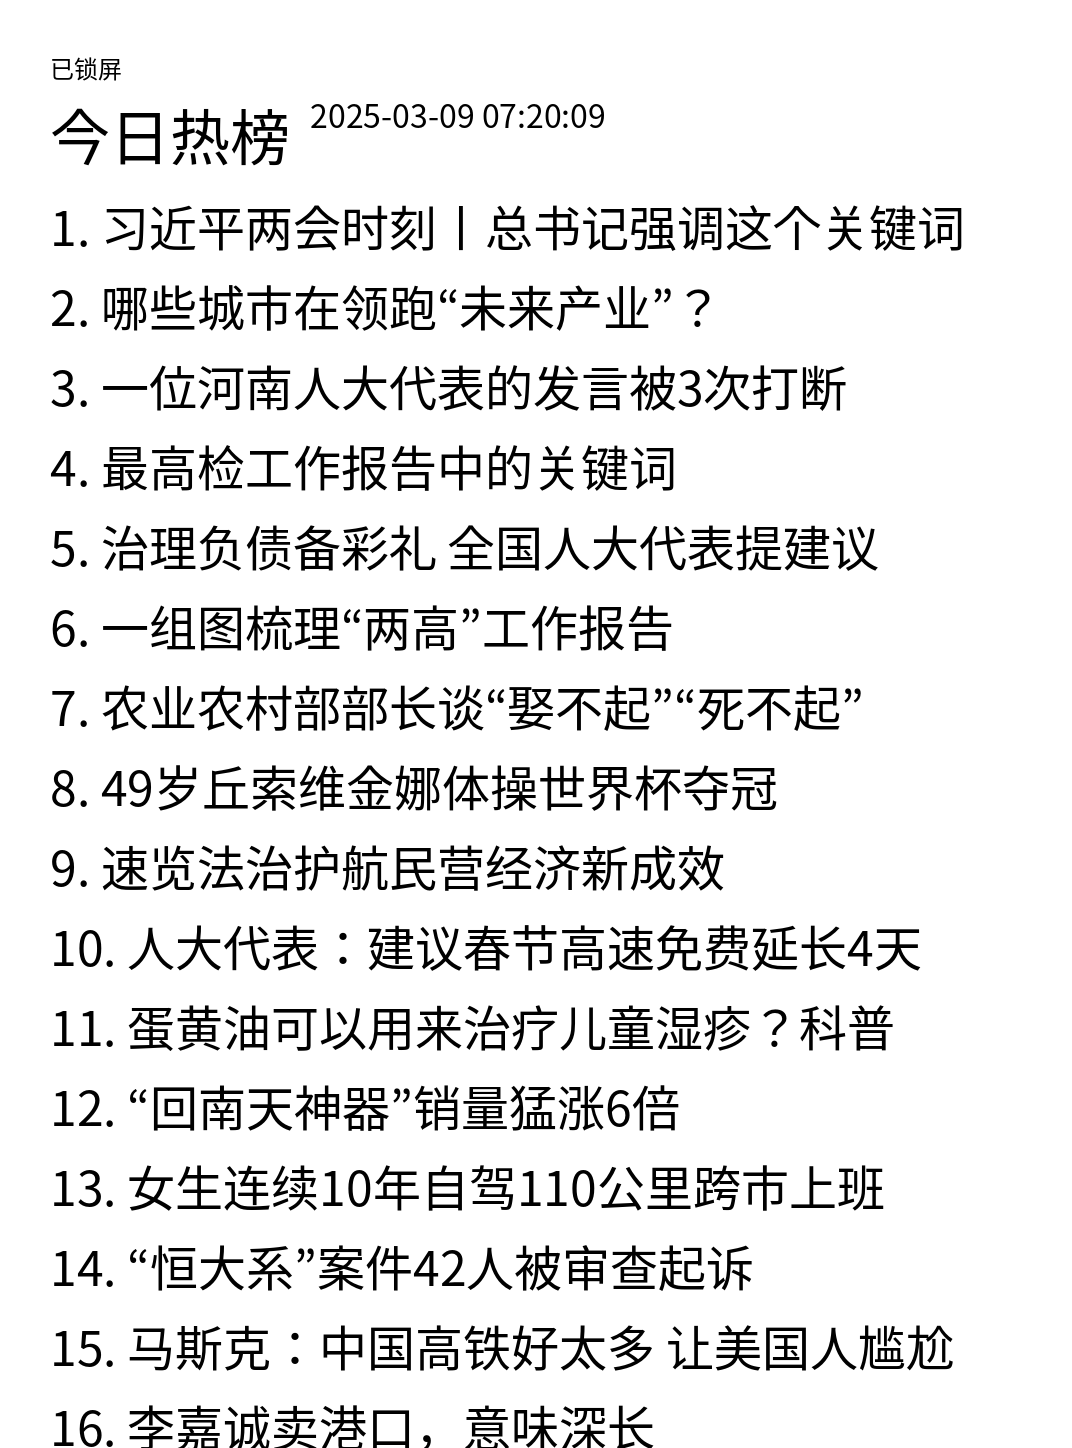 已锁屏
今日热榜 2025-03-09 07:20:09
1. 习近平两会时刻丨总书记强调这个关键词
2. 哪些城市在领跑“未来产业”？
3. 一位河南人大代表的发言被3次打断
4. 最高检工作报告中的关键词
5. 治理负债备彩礼 全国人大代表提建议
6. 一组图梳理“两高”工作报告
7. 农业农村部部长谈“娶不起”“死不起”
8. 49岁丘索维金娜体操世界杯夺冠
9. 速览法治护航民营经济新成效
10. 人大代表：建议春节高速免费延长4天
11. 蛋黄油可以用来治疗儿童湿疹？科普
12. “回南天神器”销量猛涨6倍
13. 女生连续10年自驾110公里跨市上班
14. “恒大系”案件42人被审查起诉
15. 马斯克：中国高铁好太多 让美国人尴尬
16. 李嘉诚卖港口，意味深长